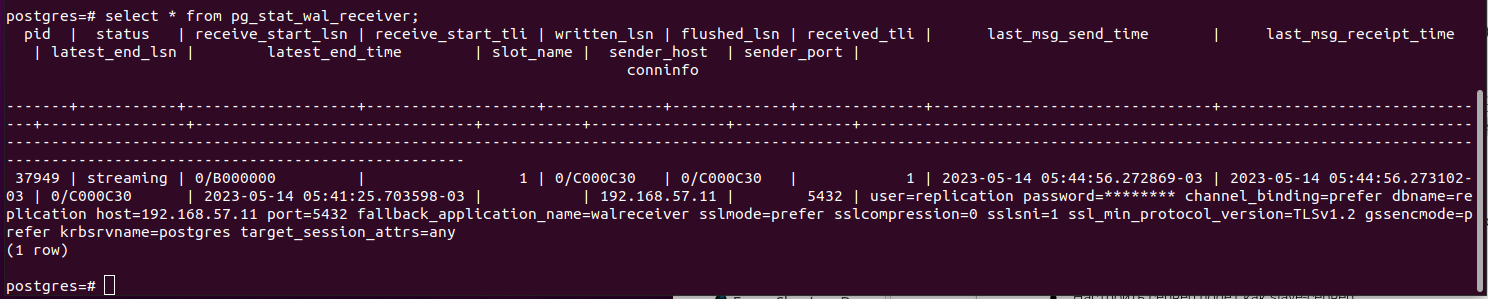 postgres=# select * from pg_stat_wal_receiver;
  pid  |  status   | receive_start_lsn | receive_start_tli | written_lsn | flushed_lsn | received_tli |      last_msg_send_time       |     last_msg_receipt_time
   | latest_end_lsn |        latest_end_time        | slot_name |  sender_host  | sender_port |
                                                                 conninfo
-------+-----------+-------------------+-------------------+-------------+-------------+--------------+-------------------------------+----------------------------
---+----------------+-------------------------------+-----------+---------------+-------------+-----------------------------------------------------------------
----------------------------------------------------------------------------------------------------------------------------------------------------------------
--------------------------------------------------
 37949 | streaming | 0/B000000         |                 1 | 0/C000C30   | 0/C000C30   |            1 | 2023-05-14 05:44:56.272869-03 | 2023-05-14 05:44:56.273102-
03 | 0/C000C30      | 2023-05-14 05:41:25.703598-03 |           | 192.168.57.11 |        5432 | user=replication password=******** channel_binding=prefer dbname=re
plication host=192.168.57.11 port=5432 fallback_application_name=walreceiver sslmode=prefer sslcompression=0 sslsni=1 ssl_min_protocol_version=TLSv1.2 gssencmode=p
refer krbsrvname=postgres target_session_attrs=any
(1 row)
postgres=#